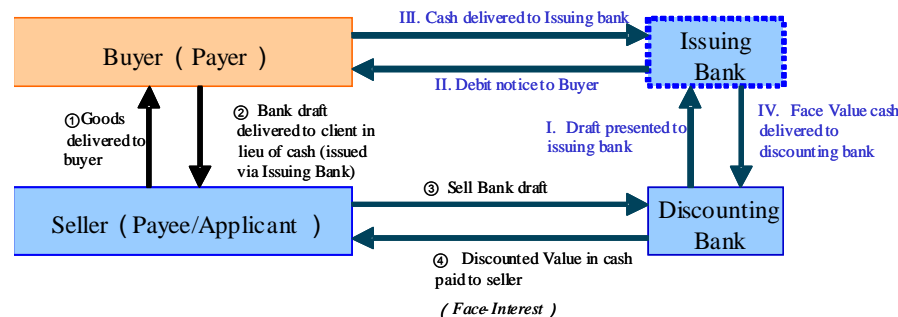 III. Cash delivered to Issuing bank
Buyer ( Payer )
Issuing
Bank
II. Debit notice to Buyer
①Goods
delivered to
buyer
② Bank draft
delivered to client in
lieu of cash (issued
via Issuing Bank)
I. Draft presented to
issuing bank
IV. Face Value cash
delivered to
discounting bank
③ Sell Bank draft
Seller ( Payee/Applicant )
Discounting
Bank
④ Discounted Value in cash
paid to seller
( Face-Interest )